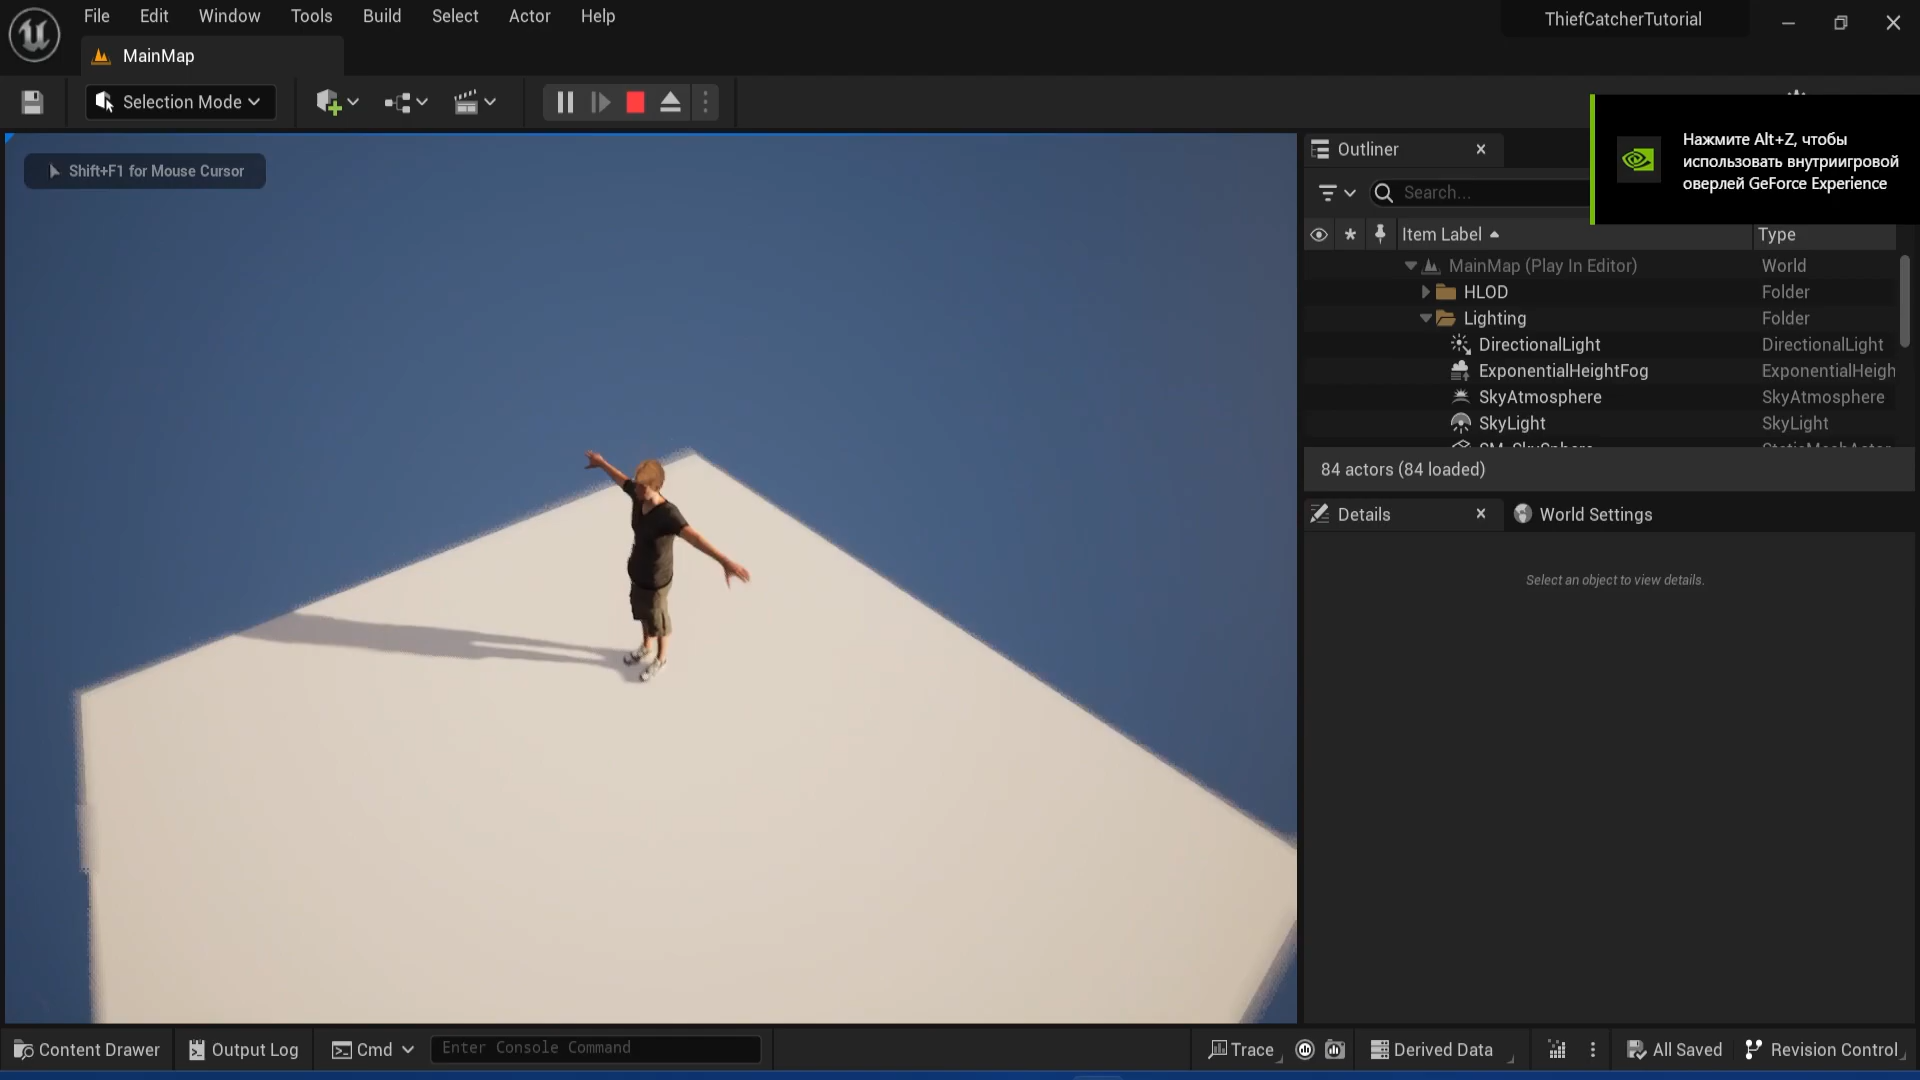 File Edit Window Tools Build Select Actor Help
ThiefCatcherTutorial
MainMap
Selection Mode
Shift+F1 for Mouse Cursor
Нажмите Alt+Z, чтобы
использовать внутриигровой
оверлей GeForce Experience
Outliner
Search...
Item Label Type
MainMap (Play In Editor) World
HLOD Folder
Lighting Folder
DirectionalLight DirectionalLight
ExponentialHeightFog ExponentialHeigh
SkyAtmosphere SkyAtmosphere
SkyLight SkyLight
84 actors (84 loaded)
Details World Settings
Select an object to view details.
Content Drawer Output Log Cmd Enter Console Command Trace Derived Data All Saved Revision Control